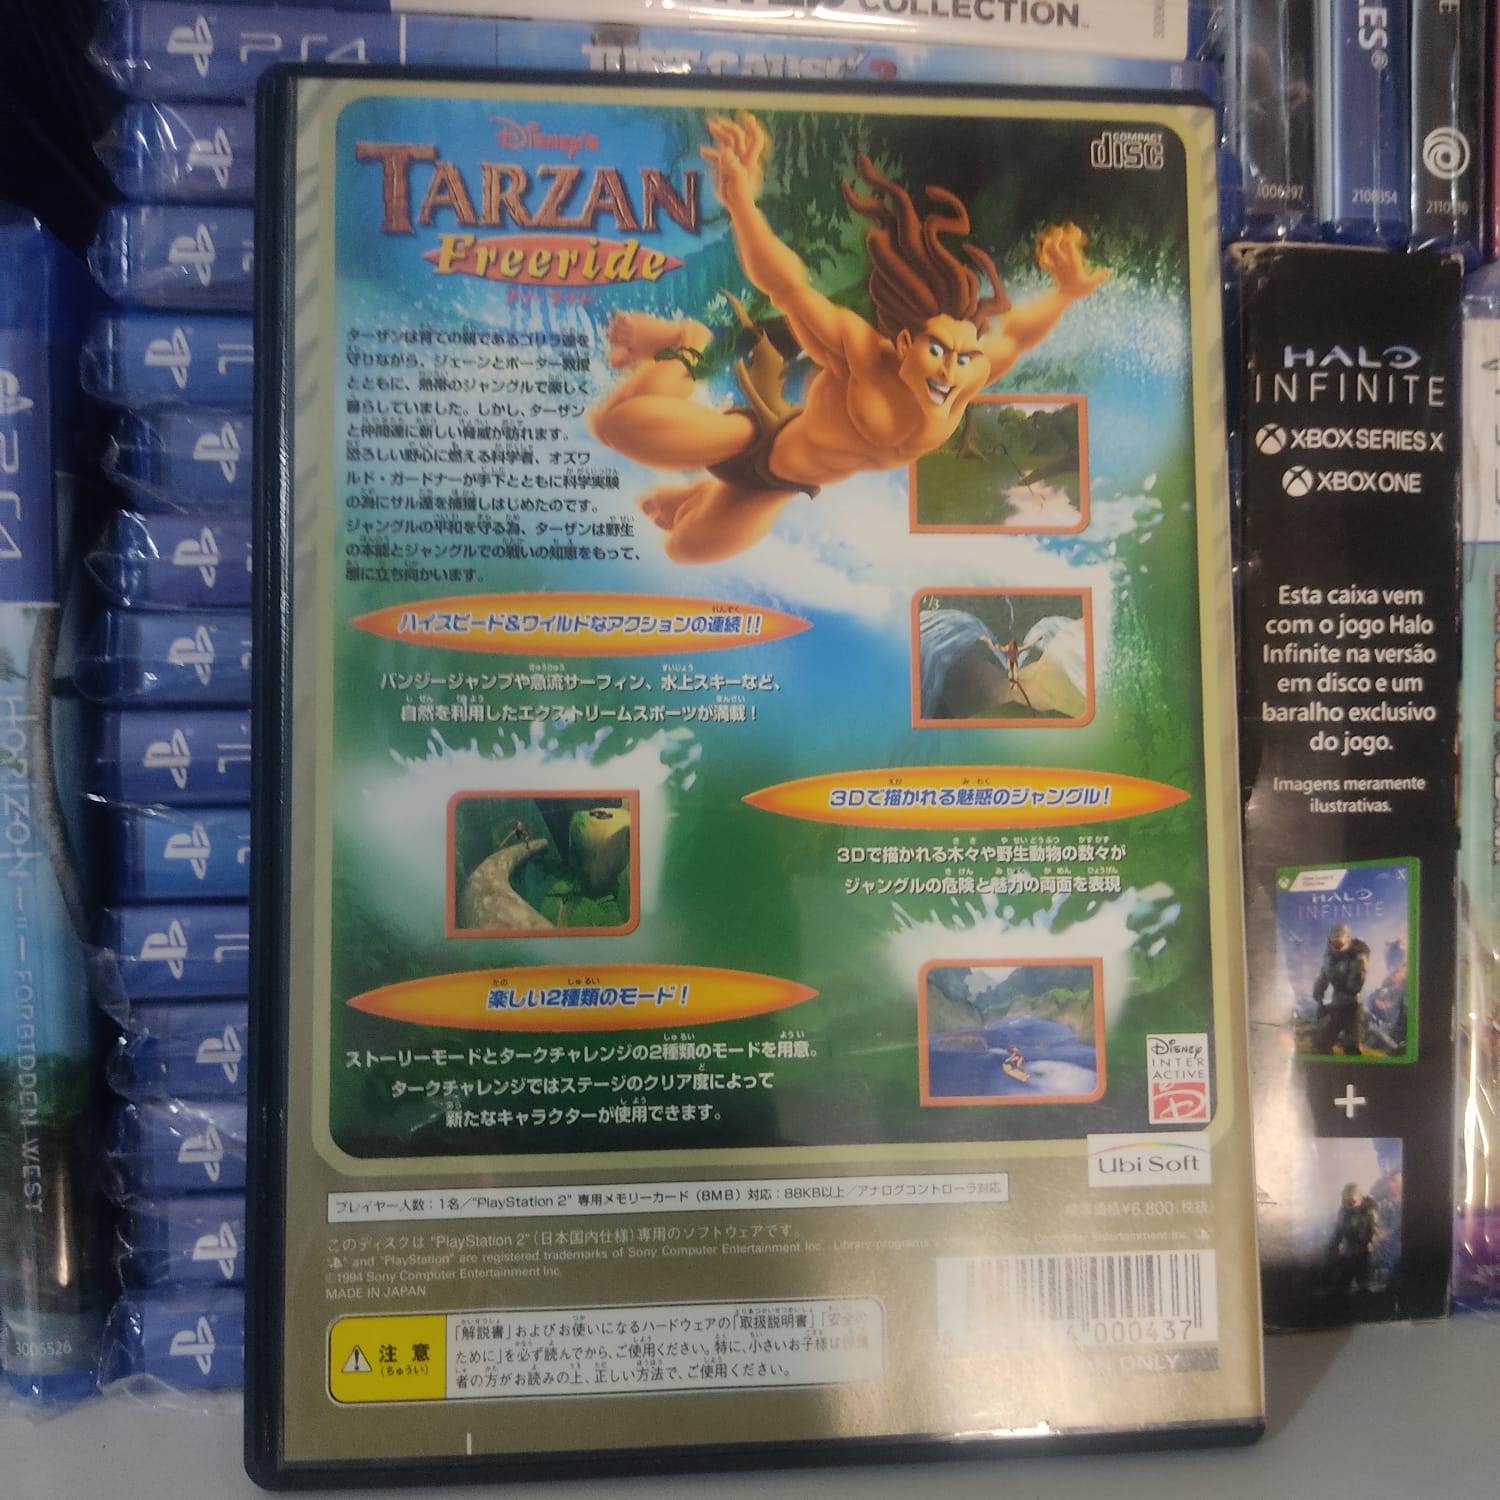 COLLECTION
COMPACT
disc
Disney's
TARZAN
Freeride
フリーライド
ターザンは育ての親であるゴリラ達を
守りながら、ジェーンとポーター教授
とともに、熱帯のジャングルで楽しく
暮らしていました。しかし、ターザン
と仲間達に新しい脅威が訪れます。
恐ろしい野心に燃える科学者、オズワ
ルド・ガードナーが手下とともに科学実験
の為にサル達を捕獲しはじめたのです。
ジャングルの平和を守る為、ターザンは野生
の本能とジャングルでの戦いの知恵をもって、
悪に立ち向かいます。
ハイスピード&ワイルドなアクションの連続!!
バンジージャンプや急流サーフィン、水上スキーなど、
自然を利用したエクストリームスポーツが満載!
3Dで描かれる魅惑のジャングル!
3Dで描かれる木々や野生動物の数々が
ジャングルの危険と魅力の両面を表現
楽しい2種類のモード!
ストーリーモードとタークチャレンジの2種類のモードを用意。
タークチャレンジではステージのクリア度によって
新たなキャラクターが使用できます。
DISNEY
INTER
ACTIVE
Ubi Soft
プレイヤー人数:1名/"PlayStation 2" 専用メモリーカード(8MB)対応:88KB以上/アナログコントローラ対応
標準価格¥6,800(税抜)
このディスクは "PlayStation 2"(日本国内仕様)専用のソフトウェアです。
and "PlayStation" are registered trademarks of Sony Computer Entertainment Inc. Library programs Computer Entertainment Inc.
©1994 Sony Computer Entertainment Inc.
MADE IN JAPAN
注意
(ちゅうい)
「解説書」およびお使いになるハードウェアの「取扱説明書」「安全の
ために」を必ず読んでから、ご使用ください。特に、小さいお子様は保護
者の方がお読みの上、正しい方法で、ご使用ください。
000437
ONLY
HORIZON
FORBIDDEN WEST
3006526
PS4
2106354
HALO
INFINITE
XBOX SERIES X
XBOX ONE
Esta caixa vem
com o jogo Halo
Infinite na versão
em disco e um
baralho exclusivo
do jogo.
Imagens meramente
ilustrativas.
HALO
INFINITE
+